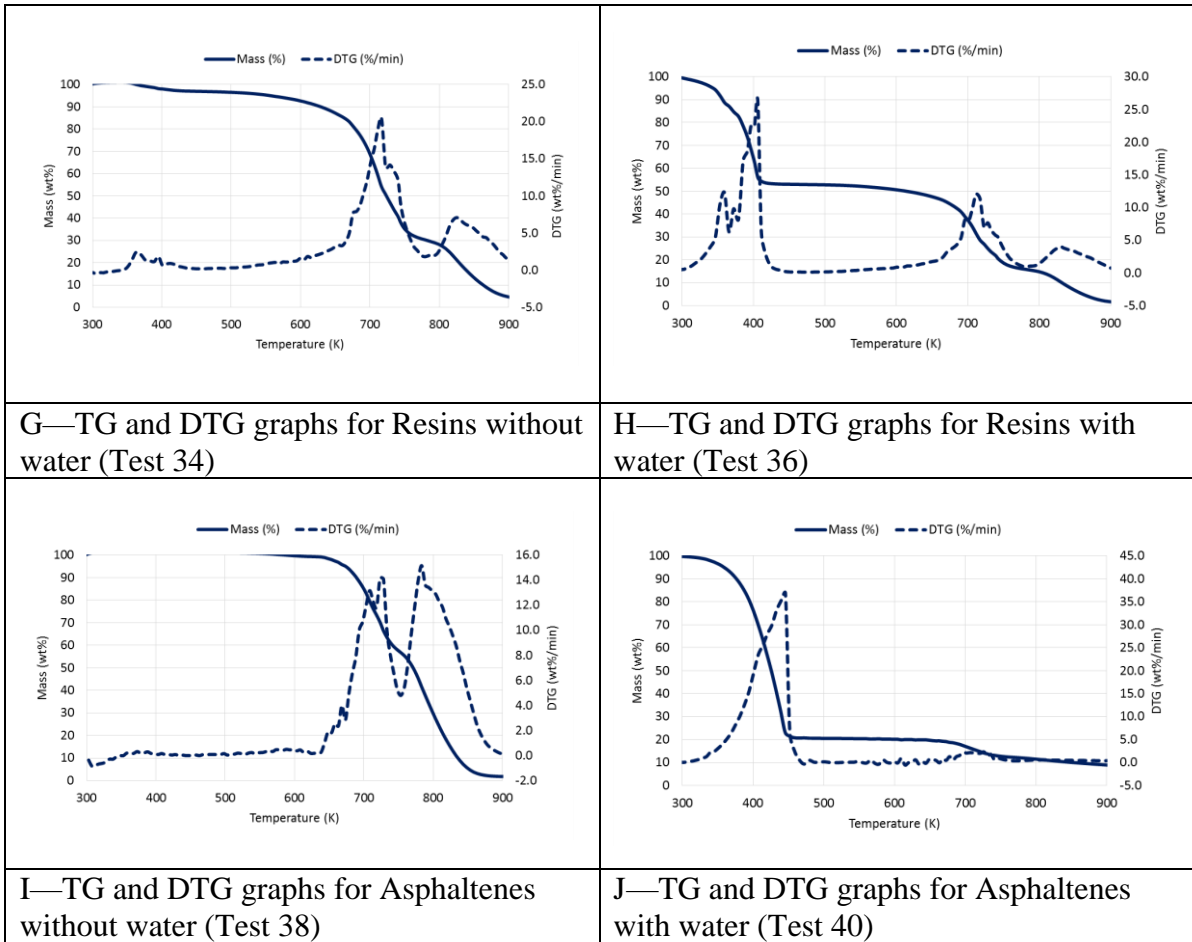 Mass (%) DTG (%/min)
100 25.0
90
80 20.0
70 15.0
60
50 10.0
40 5.0
30
20 0.0
10
0 -5.0
300 400 500 600 700 800 900
Mass (wt%)
DTG (wt%/min)
Temperature (K)
Mass (%) DTG (%/min)
100 30.0
90 25.0
80
70 20.0
60 15.0
50
40 10.0
30 5.0
20
10 0.0
0 -5.0
300 400 500 600 700 800 900
Mass (wt%)
DTG (wt%/min)
Temperature (K)
G—TG and DTG graphs for Resins without
water (Test 34)
H—TG and DTG graphs for Resins with
water (Test 36)
Mass (%) DTG (%/min)
100 16.0
90 14.0
80 12.0
70 10.0
60 8.0
50 6.0
40 4.0
30 2.0
20
10 0.0
0 -2.0
300 400 500 600 700 800 900
Mass (wt%)
DTG (wt%/min)
Temperature (K)
Mass (%) DTG (%/min)
100 45.0
90 40.0
80 35.0
70 30.0
60 25.0
50 20.0
40 15.0
30 10.0
20 5.0
10 0.0
0 -5.0
300 400 500 600 700 800 900
Mass (wt%)
DTG (wt%/min)
Temperature (K)
I—TG and DTG graphs for Asphaltenes
without water (Test 38)
J—TG and DTG graphs for Asphaltenes
with water (Test 40)